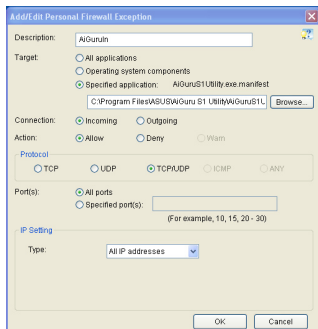 Add/Edit Personal Firewall Exception
Description: AiGuruIn
Target: All applications
Operating system components
Specified application: AiGuruS1Utility.exe.manifest
C:\Program Files\ASUS\AiGuru S1 Utility\AiGuruS1U Browse...
Connection: Incoming Outgoing
Action: Allow Deny Warn
Protocol
TCP UDP TCP/UDP ICMP ANY
Port(s): All ports
Specified port(s):
(For example, 10, 15, 20 - 30)
IP Setting
Type: All IP addresses
OK Cancel